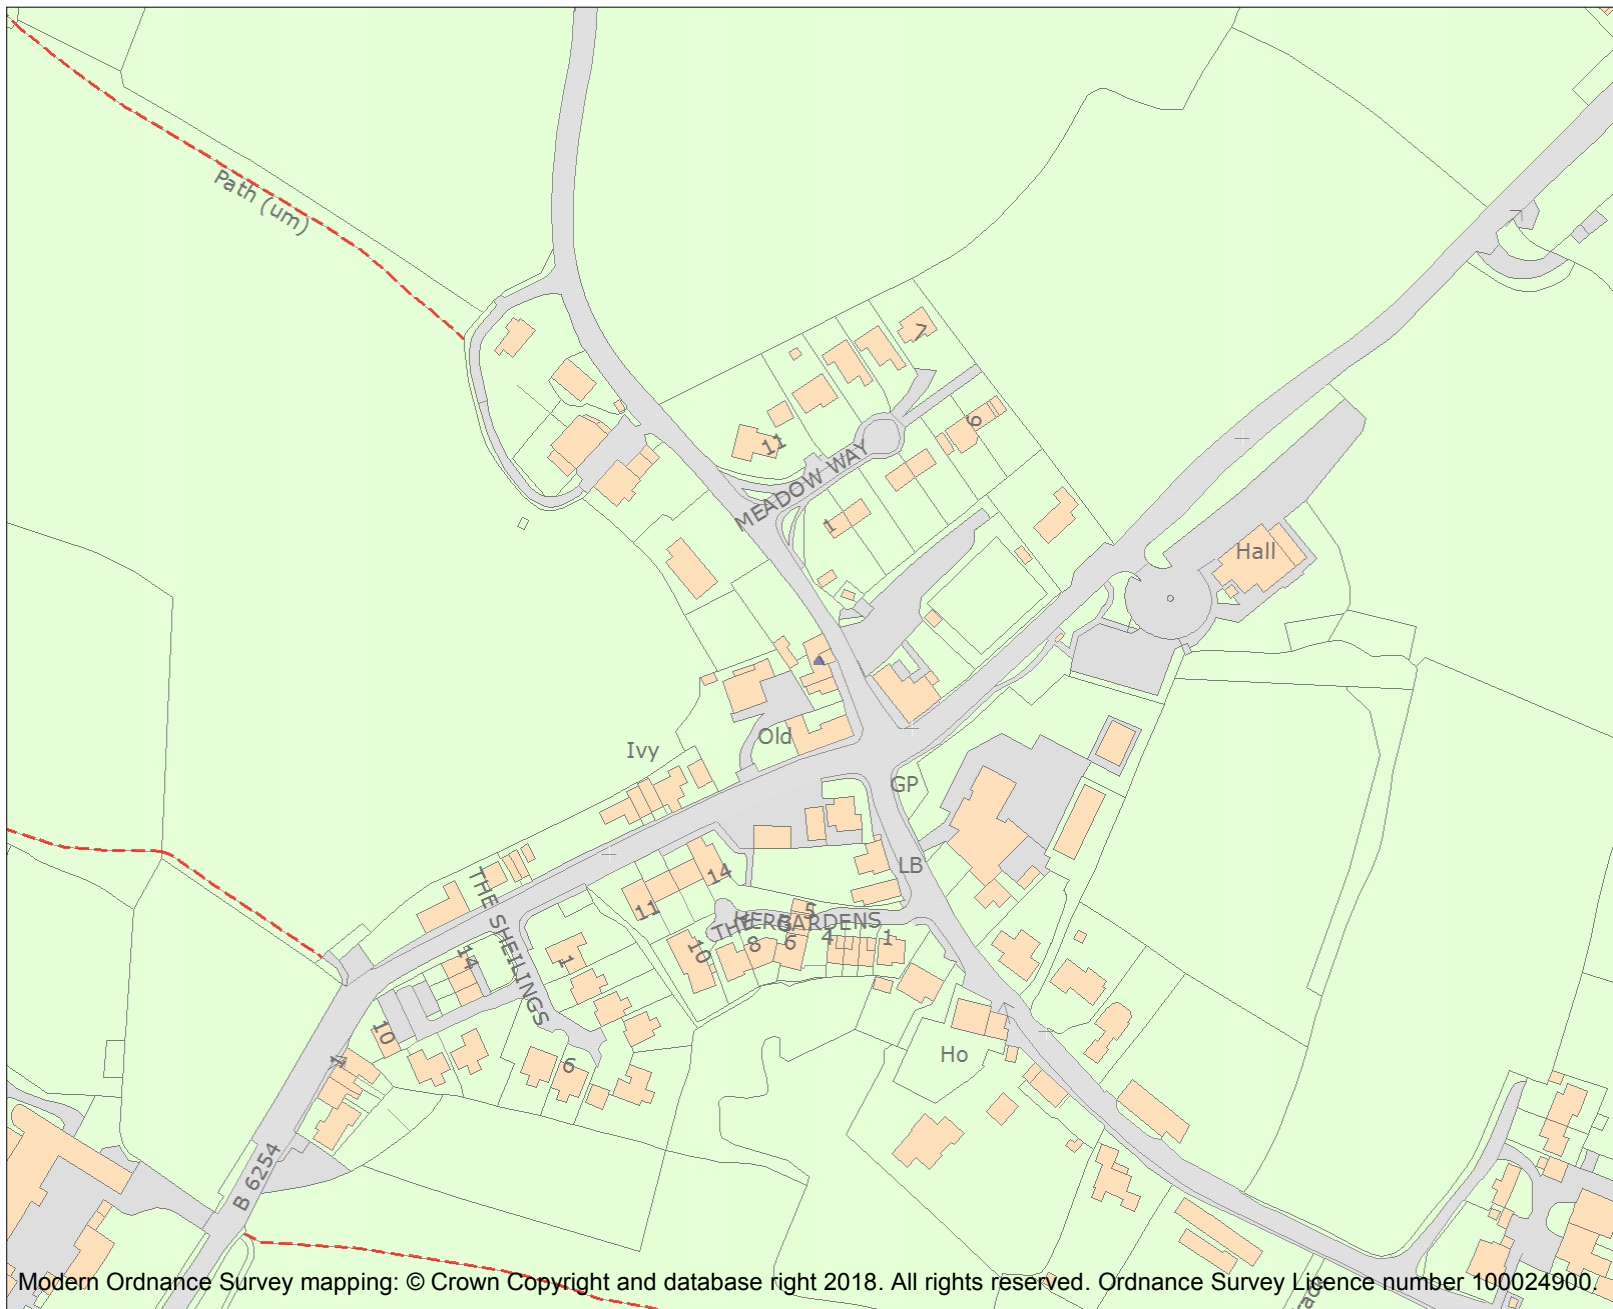 Path (um)
7
9
11
MEADOW WAY
1
Hall
Old
Ivy
GP
LB
14
11
5
THE
GARDENS
THE SHEILINGS
14
1
10
8
6
4
1
10
6
Ho
B 6254
Modern Ordnance Survey mapping: © Crown Copyright and database right 2018. All rights reserved. Ordnance Survey Licence number 100024900.